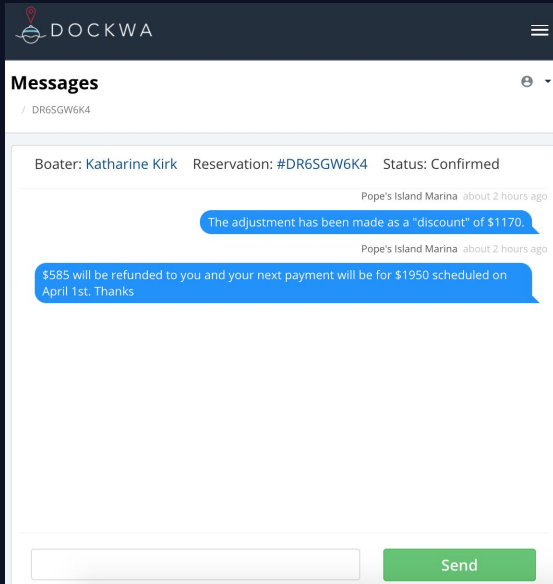 DOCKWA
Messages
/ DR6SGW6K4
Boater: Katharine Kirk Reservation: #DR6SGW6K4 Status: Confirmed
Pope's Island Marina about 2 hours ago
The adjustment has been made as a "discount" of $1170.
Pope's Island Marina about 2 hours ago
$585 will be refunded to you and your next payment will be for $1950 scheduled on
April 1st. Thanks
Send